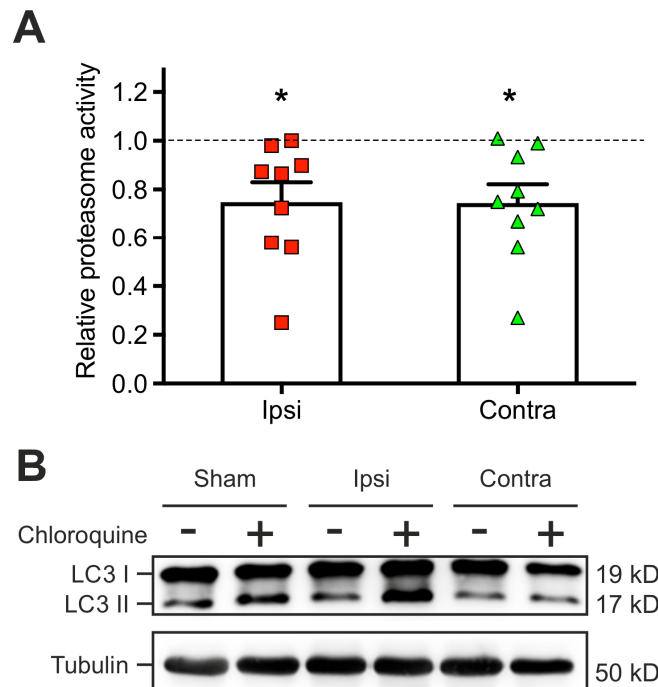 A
Relative proteasome activity
1.2
1.0
0.8
0.6
0.4
0.2
0.0
* *
Ipsi Contra
B
Sham Ipsi Contra
Chloroquine - + - + - +
LC3 I 19 kD
LC3 II 17 kD
Tubulin 50 kD